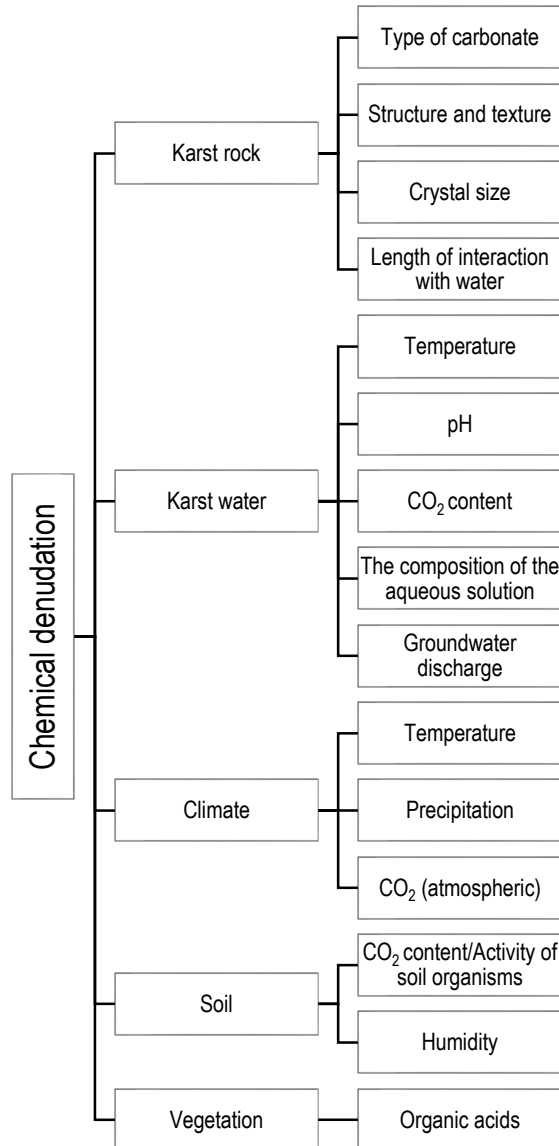 Chemical denudation
Karst rock
Type of carbonate
Structure and texture
Crystal size
Length of interaction
with water
Karst water
Temperature
pH
CO₂ content
The composition of the
aqueous solution
Groundwater
discharge
Climate
Temperature
Precipitation
CO₂ (atmospheric)
Soil
CO₂ content/Activity of
soil organisms
Humidity
Vegetation
Organic acids